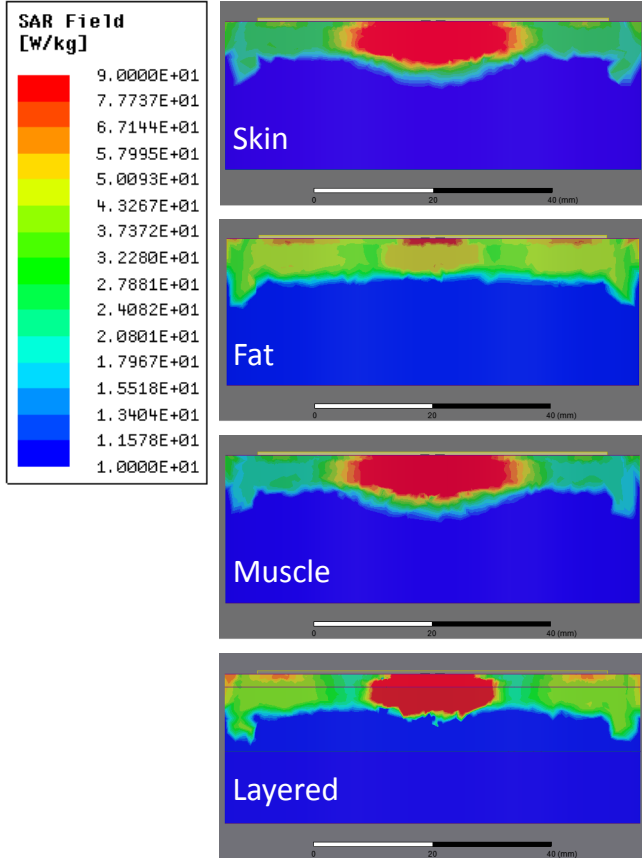 SAR Field
[W/kg]
9.0000E+01
7.7737E+01
6.7144E+01
5.7995E+01
5.0093E+01
4.3267E+01
3.7372E+01
3.2280E+01
2.7881E+01
2.4082E+01
2.0801E+01
1.7967E+01
1.5518E+01
1.3404E+01
1.1578E+01
1.0000E+01
Skin
0 20 40 (mm)
Fat
0 20 40 (mm)
Muscle
0 20 40 (mm)
Layered
0 20 40 (mm)